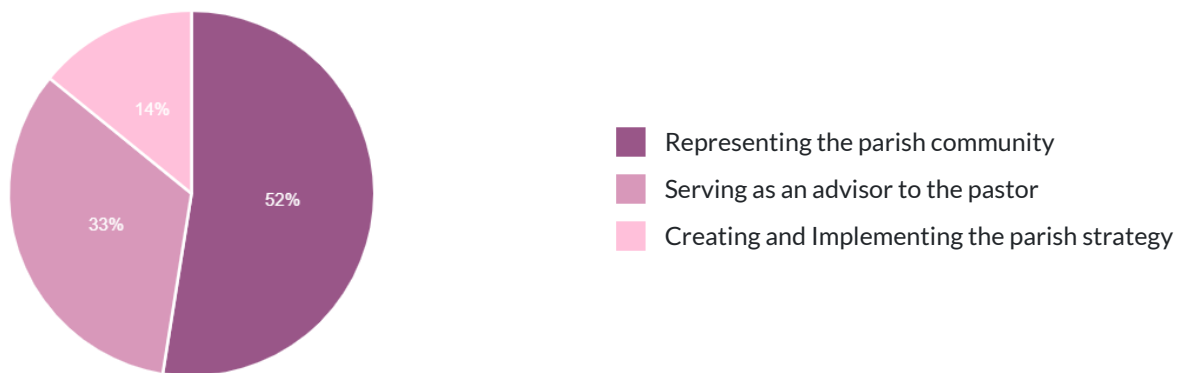 14%
52%
33%
Representing the parish community
Serving as an advisor to the pastor
Creating and Implementing the parish strategy